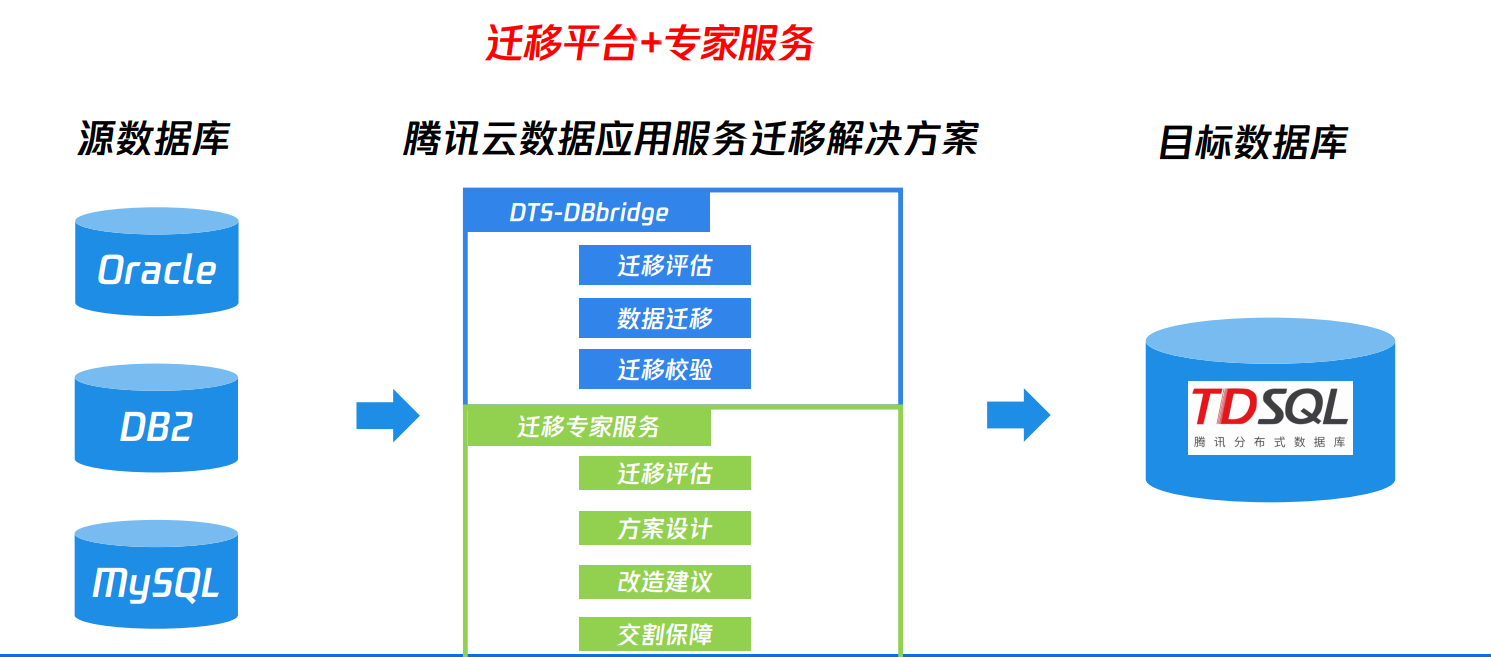 迁移平台+专家服务
源数据库
腾讯云数据应用服务迁移解决方案
目标数据库
Oracle
DB2
MySQL
DTS-DBbridge
迁移评估
数据迁移
迁移校验
迁移专家服务
迁移评估
方案设计
改造建议
交割保障
TDSQL
腾讯分布式数据库